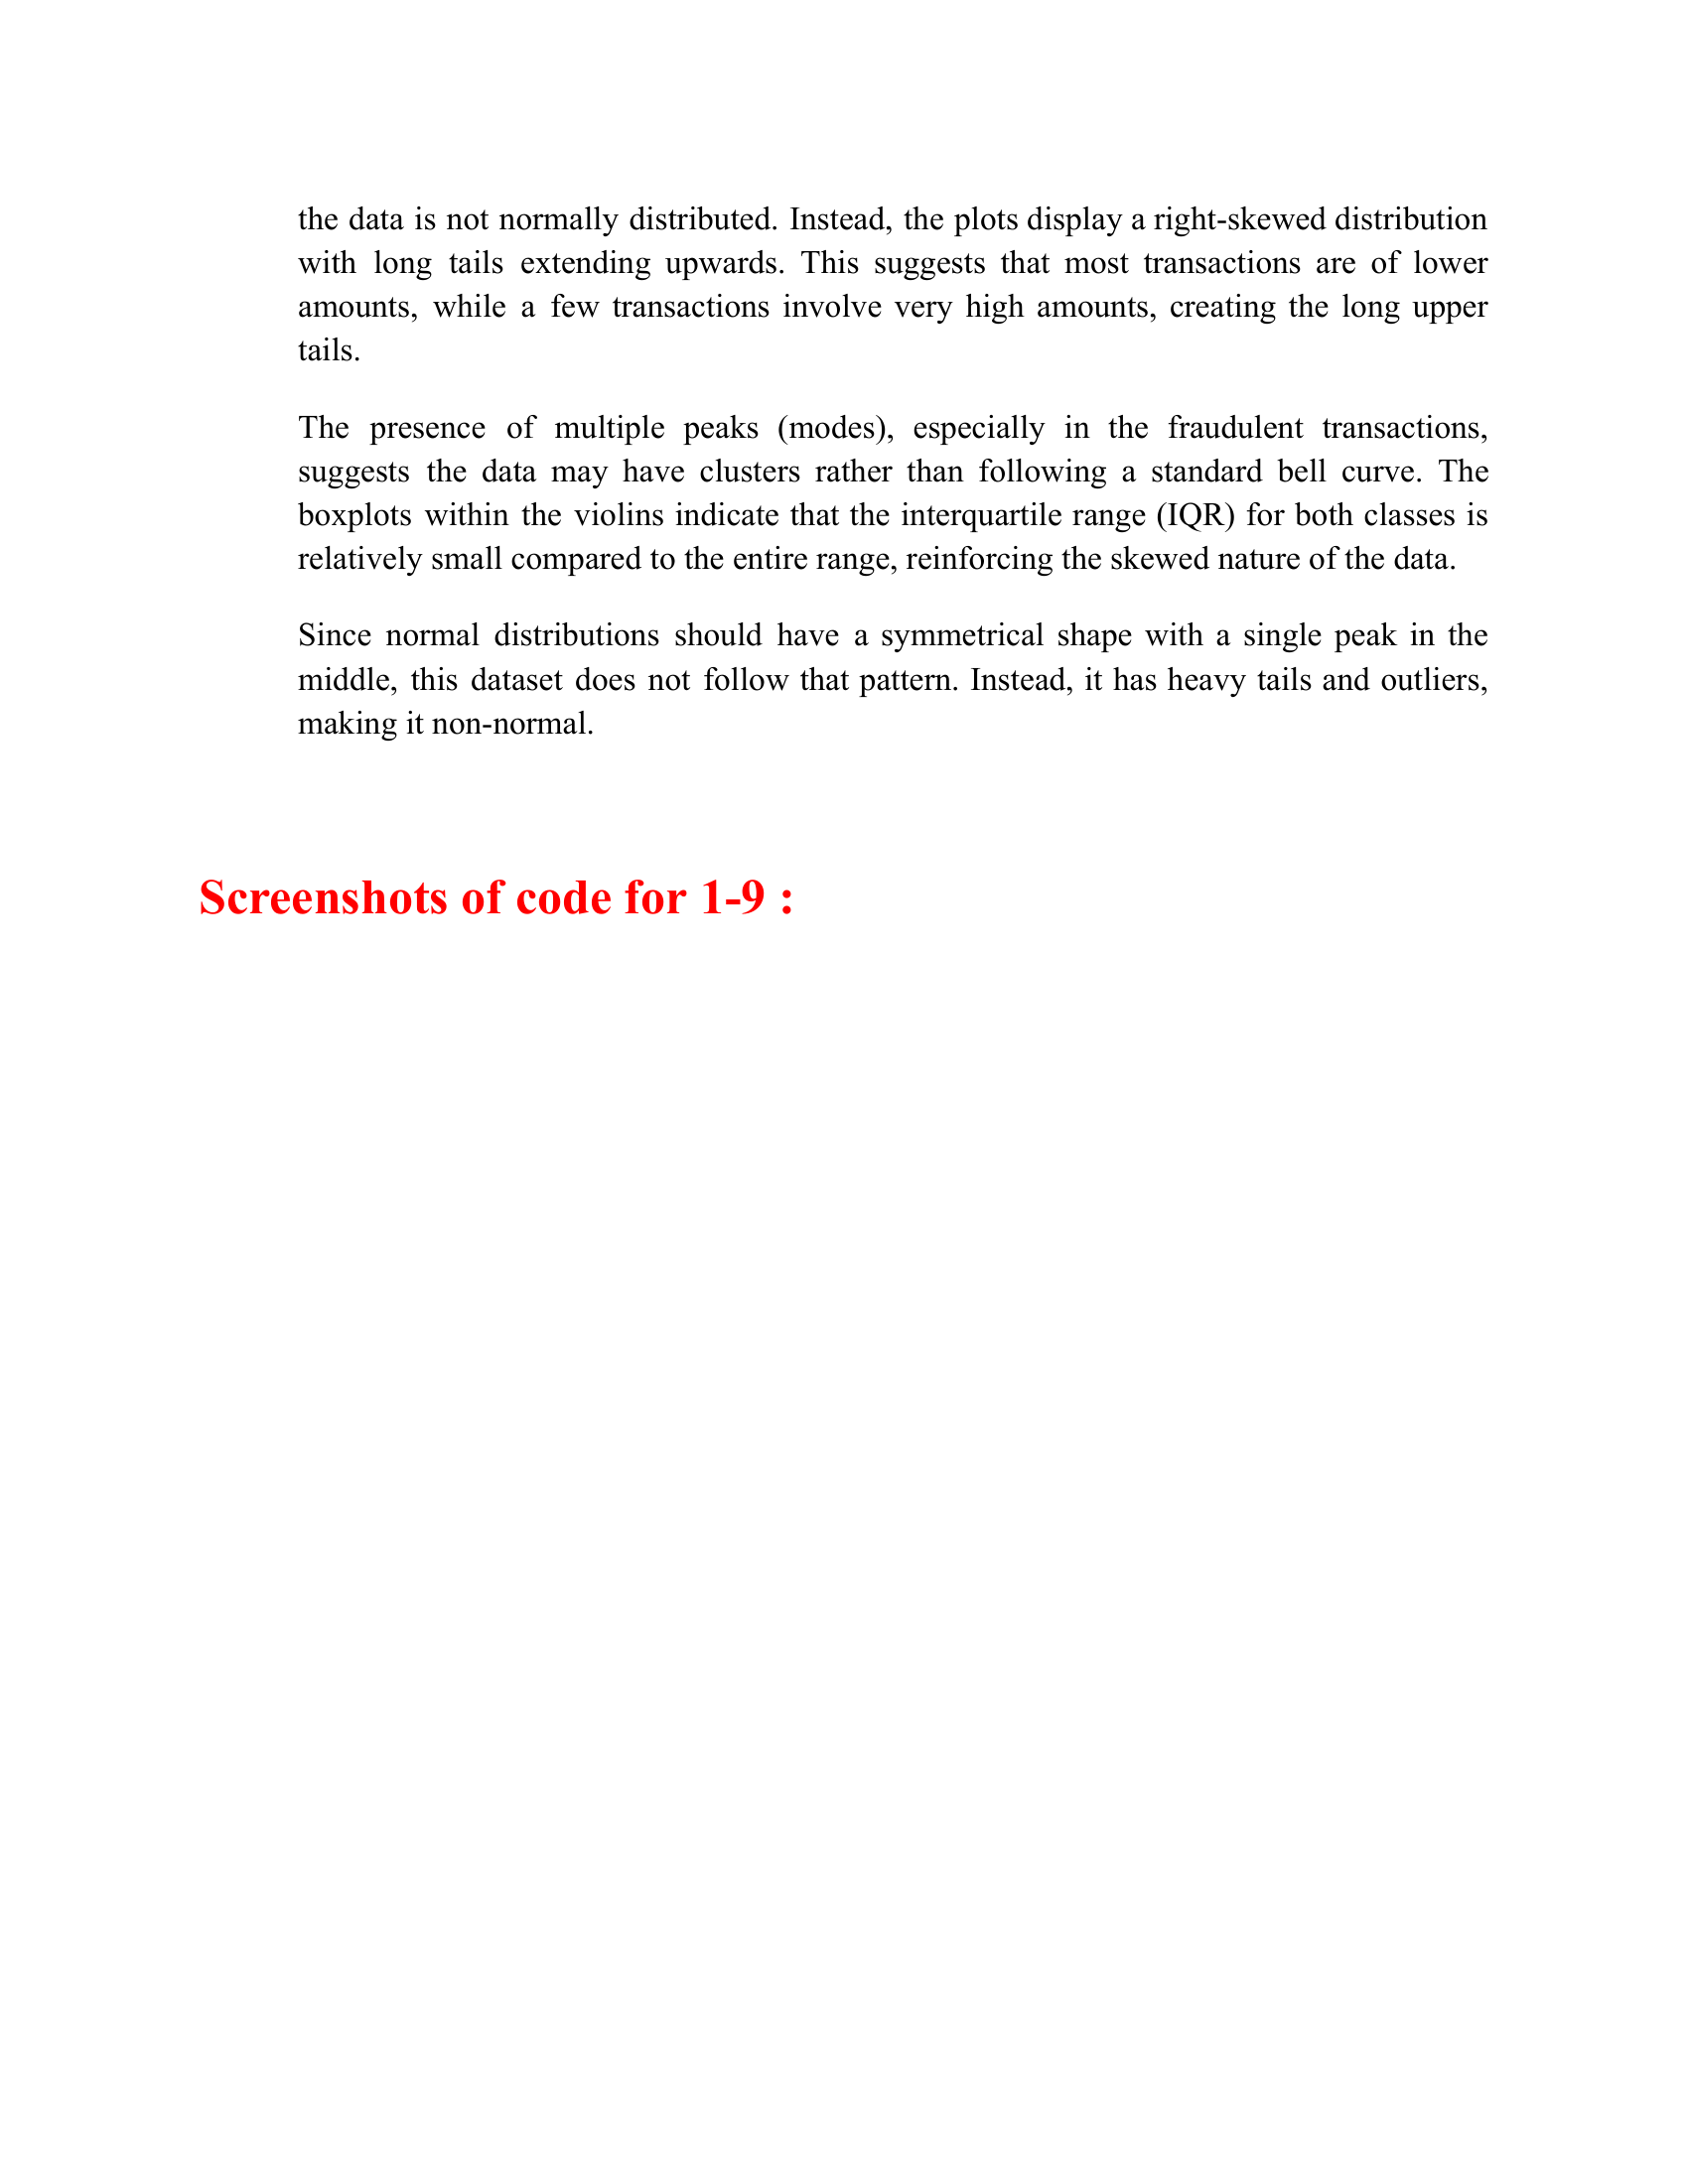 the data is not normally distributed. Instead, the plots display a right-skewed distribution
with long tails extending upwards. This suggests that most transactions are of lower
amounts, while a few transactions involve very high amounts, creating the long upper
tails.
The presence of multiple peaks (modes), especially in the fraudulent transactions,
suggests the data may have clusters rather than following a standard bell curve. The
boxplots within the violins indicate that the interquartile range (IQR) for both classes is
relatively small compared to the entire range, reinforcing the skewed nature of the data.
Since normal distributions should have a symmetrical shape with a single peak in the
middle, this dataset does not follow that pattern. Instead, it has heavy tails and outliers,
making it non-normal.
Screenshots of code for 1-9 :